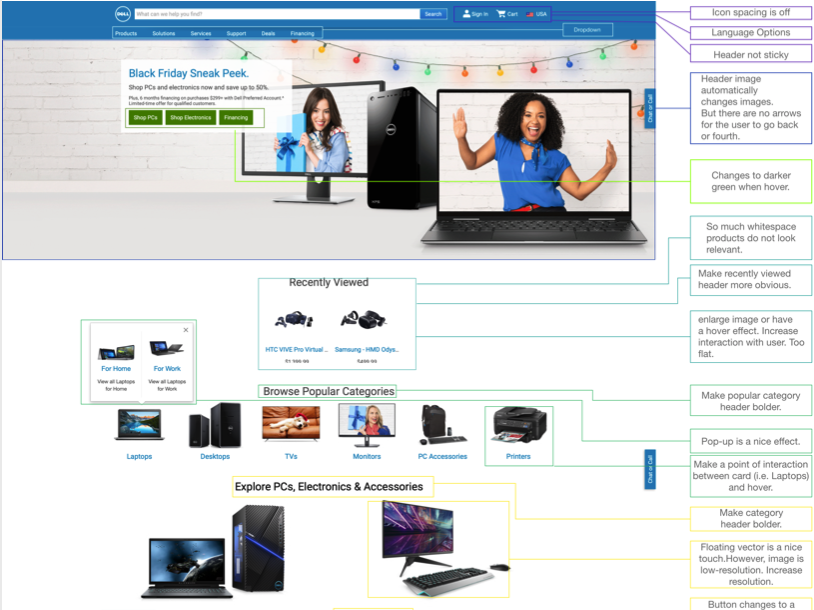 DELL
What can we help you find?
Search
Sign In
Cart
USA
Icon spacing is off
Products
Solutions
Services
Support
Deals
Financing
Dropdown
Language Options
Header not sticky
Black Friday Sneak Peek.
Shop PCs and electronics now and save up to 50%.
Plus, 6 months financing on purchases $299+ with Dell Preferred Account.*
Limited-time offer for qualified customers.
Shop PCs
Shop Electronics
Financing
Chat or Call
Header image
automatically
changes images.
But there are no arrows
for the user to go back
or fourth.
Changes to darker
green when hover.
So much whitespace
products do not look
relevant.
Recently Viewed
Make recently viewed
header more obvious.
HTC VIVE Pro Virtual ...
Samsung - HMD Odys...
enlarge image or have
a hover effect. Increase
interaction with user. Too
flat.
For Home
For Work
View all Laptops
for Home
View all Laptops
for Work
Browse Popular Categories
Make popular category
header bolder.
Laptops
Desktops
TVs
Monitors
PC Accessories
Printers
Pop-up is a nice effect.
Chat or Call
Make a point of interaction
between card (i.e. Laptops)
and hover.
Explore PCs, Electronics & Accessories
Make category
header bolder.
Floating vector is a nice
touch.However, image is
low-resolution. Increase
resolution.
Button changes to a